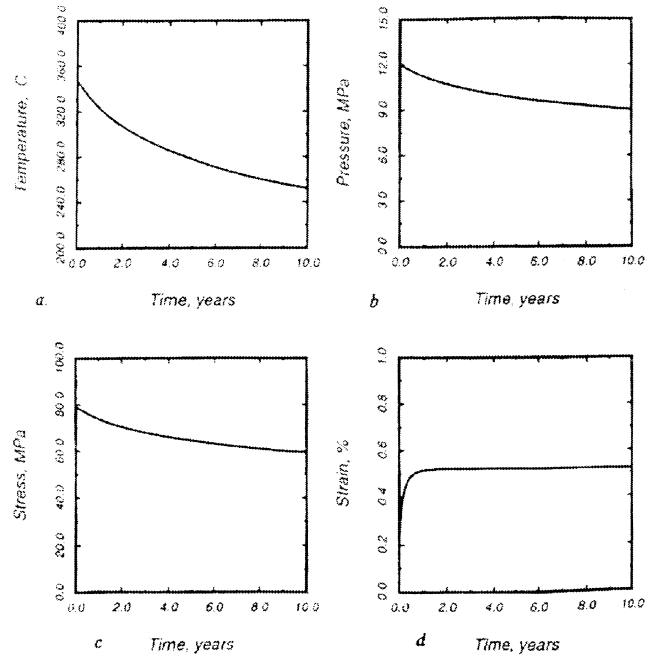 400.0
360.0
320.0
280.0
240.0
200.0
Temperature, C
0.0 2.0 4.0 6.0 8.0 10.0
a. Time, years
15.0
12.0
9.0
6.0
3.0
0.0
Pressure, MPa
0.0 2.0 4.0 6.0 8.0 10.0
b Time, years
100.0
80.0
60.0
40.0
20.0
0.0
Stress, MPa
0.0 2.0 4.0 6.0 8.0 10.0
c Time, years
1.0
0.8
0.6
0.4
0.2
0.0
Strain, %
0.0 2.0 4.0 6.0 8.0 10.0
d Time, years